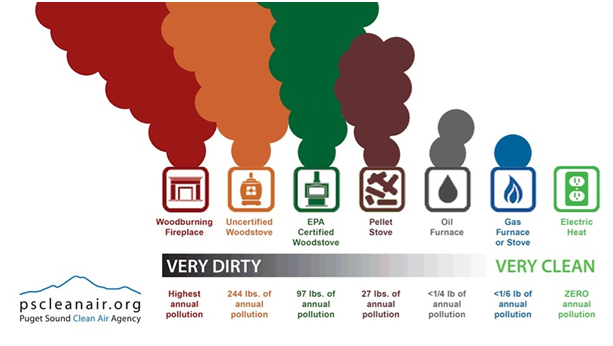 Woodburning
Fireplace
Uncertified
Woodstove
EPA
Certified
Woodstove
Pellet
Stove
Oil
Furnace
Gas
Furnace
or Stove
Electric
Heat
VERY DIRTY
VERY CLEAN
Highest
annual
pollution
244 lbs. of
annual
pollution
97 lbs. of
annual
pollution
27 lbs. of
annual
pollution
<1/4 lb of
annual
pollution
<1/6 lb of
annual
pollution
ZERO
annual
pollution
pscleanair.org
Puget Sound Clean Air Agency